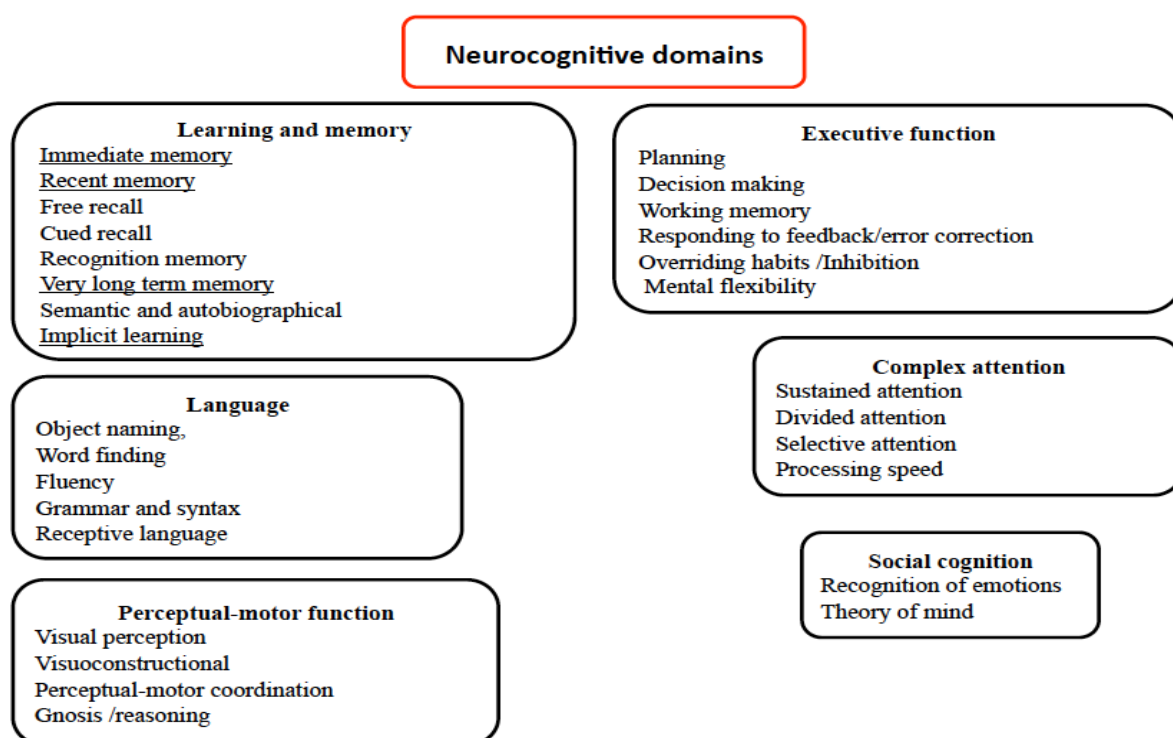 Neurocognitive domains
Learning and memory
Immediate memory
Recent memory
Free recall
Cued recall
Recognition memory
Very long term memory
Semantic and autobiographical
Implicit learning
Language
Object naming,
Word finding
Fluency
Grammar and syntax
Receptive language
Perceptual-motor function
Visual perception
Visuoconstructional
Perceptual-motor coordination
Gnosis /reasoning
Executive function
Planning
Decision making
Working memory
Responding to feedback/error correction
Overriding habits /Inhibition
Mental flexibility
Complex attention
Sustained attention
Divided attention
Selective attention
Processing speed
Social cognition
Recognition of emotions
Theory of mind